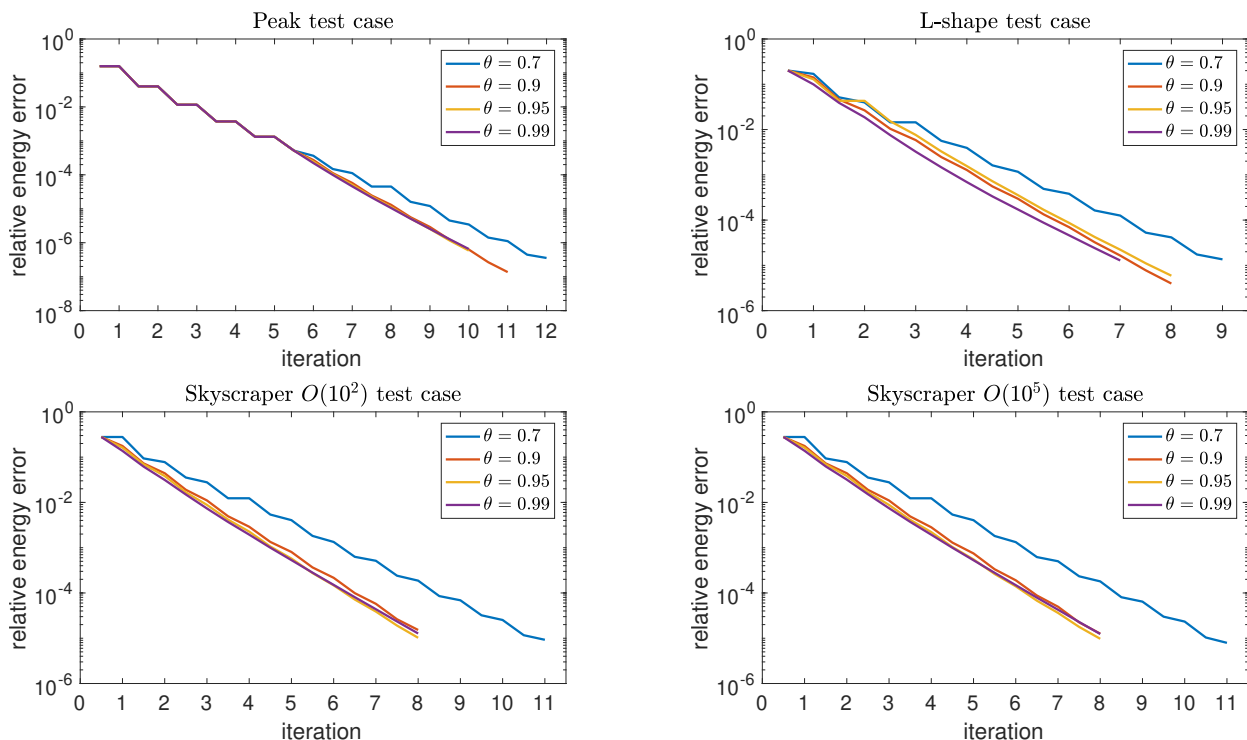 Peak test case
10^0
10^-2
10^-4
10^-6
10^-8
relative energy error
θ = 0.7
θ = 0.9
θ = 0.95
θ = 0.99
0 1 2 3 4 5 6 7 8 9 10 11 12
iteration
L-shape test case
10^0
10^-2
10^-4
10^-6
relative energy error
θ = 0.7
θ = 0.9
θ = 0.95
θ = 0.99
0 1 2 3 4 5 6 7 8 9
iteration
Skyscraper O(10^2) test case
10^0
10^-2
10^-4
10^-6
relative energy error
θ = 0.7
θ = 0.9
θ = 0.95
θ = 0.99
0 1 2 3 4 5 6 7 8 9 10 11
iteration
Skyscraper O(10^5) test case
10^0
10^-2
10^-4
10^-6
relative energy error
θ = 0.7
θ = 0.9
θ = 0.95
θ = 0.99
0 1 2 3 4 5 6 7 8 9 10 11
iteration